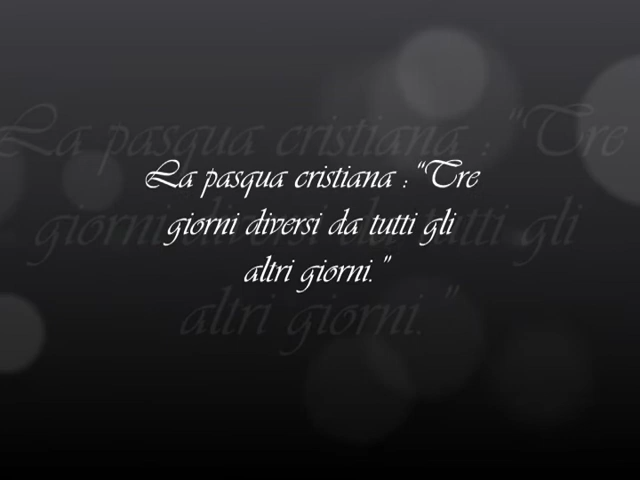 La pasqua cristiana : "Tre
giorni diversi da tutti gli
altri giorni."